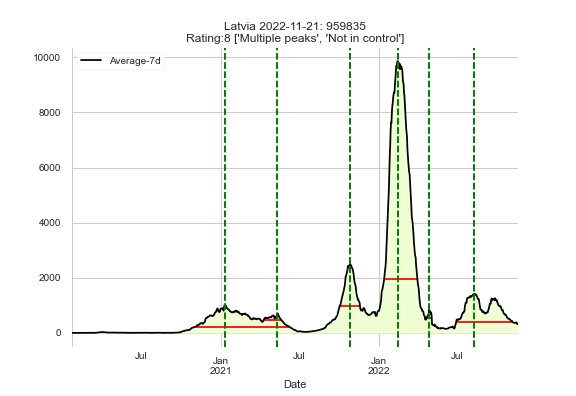 Latvia 2022-11-21: 959835
Rating:8 ['Multiple peaks', 'Not in control']
Average-7d
10000
8000
6000
4000
2000
0
Jul
Jan
2021
Jul
Jan
2022
Jul
Date